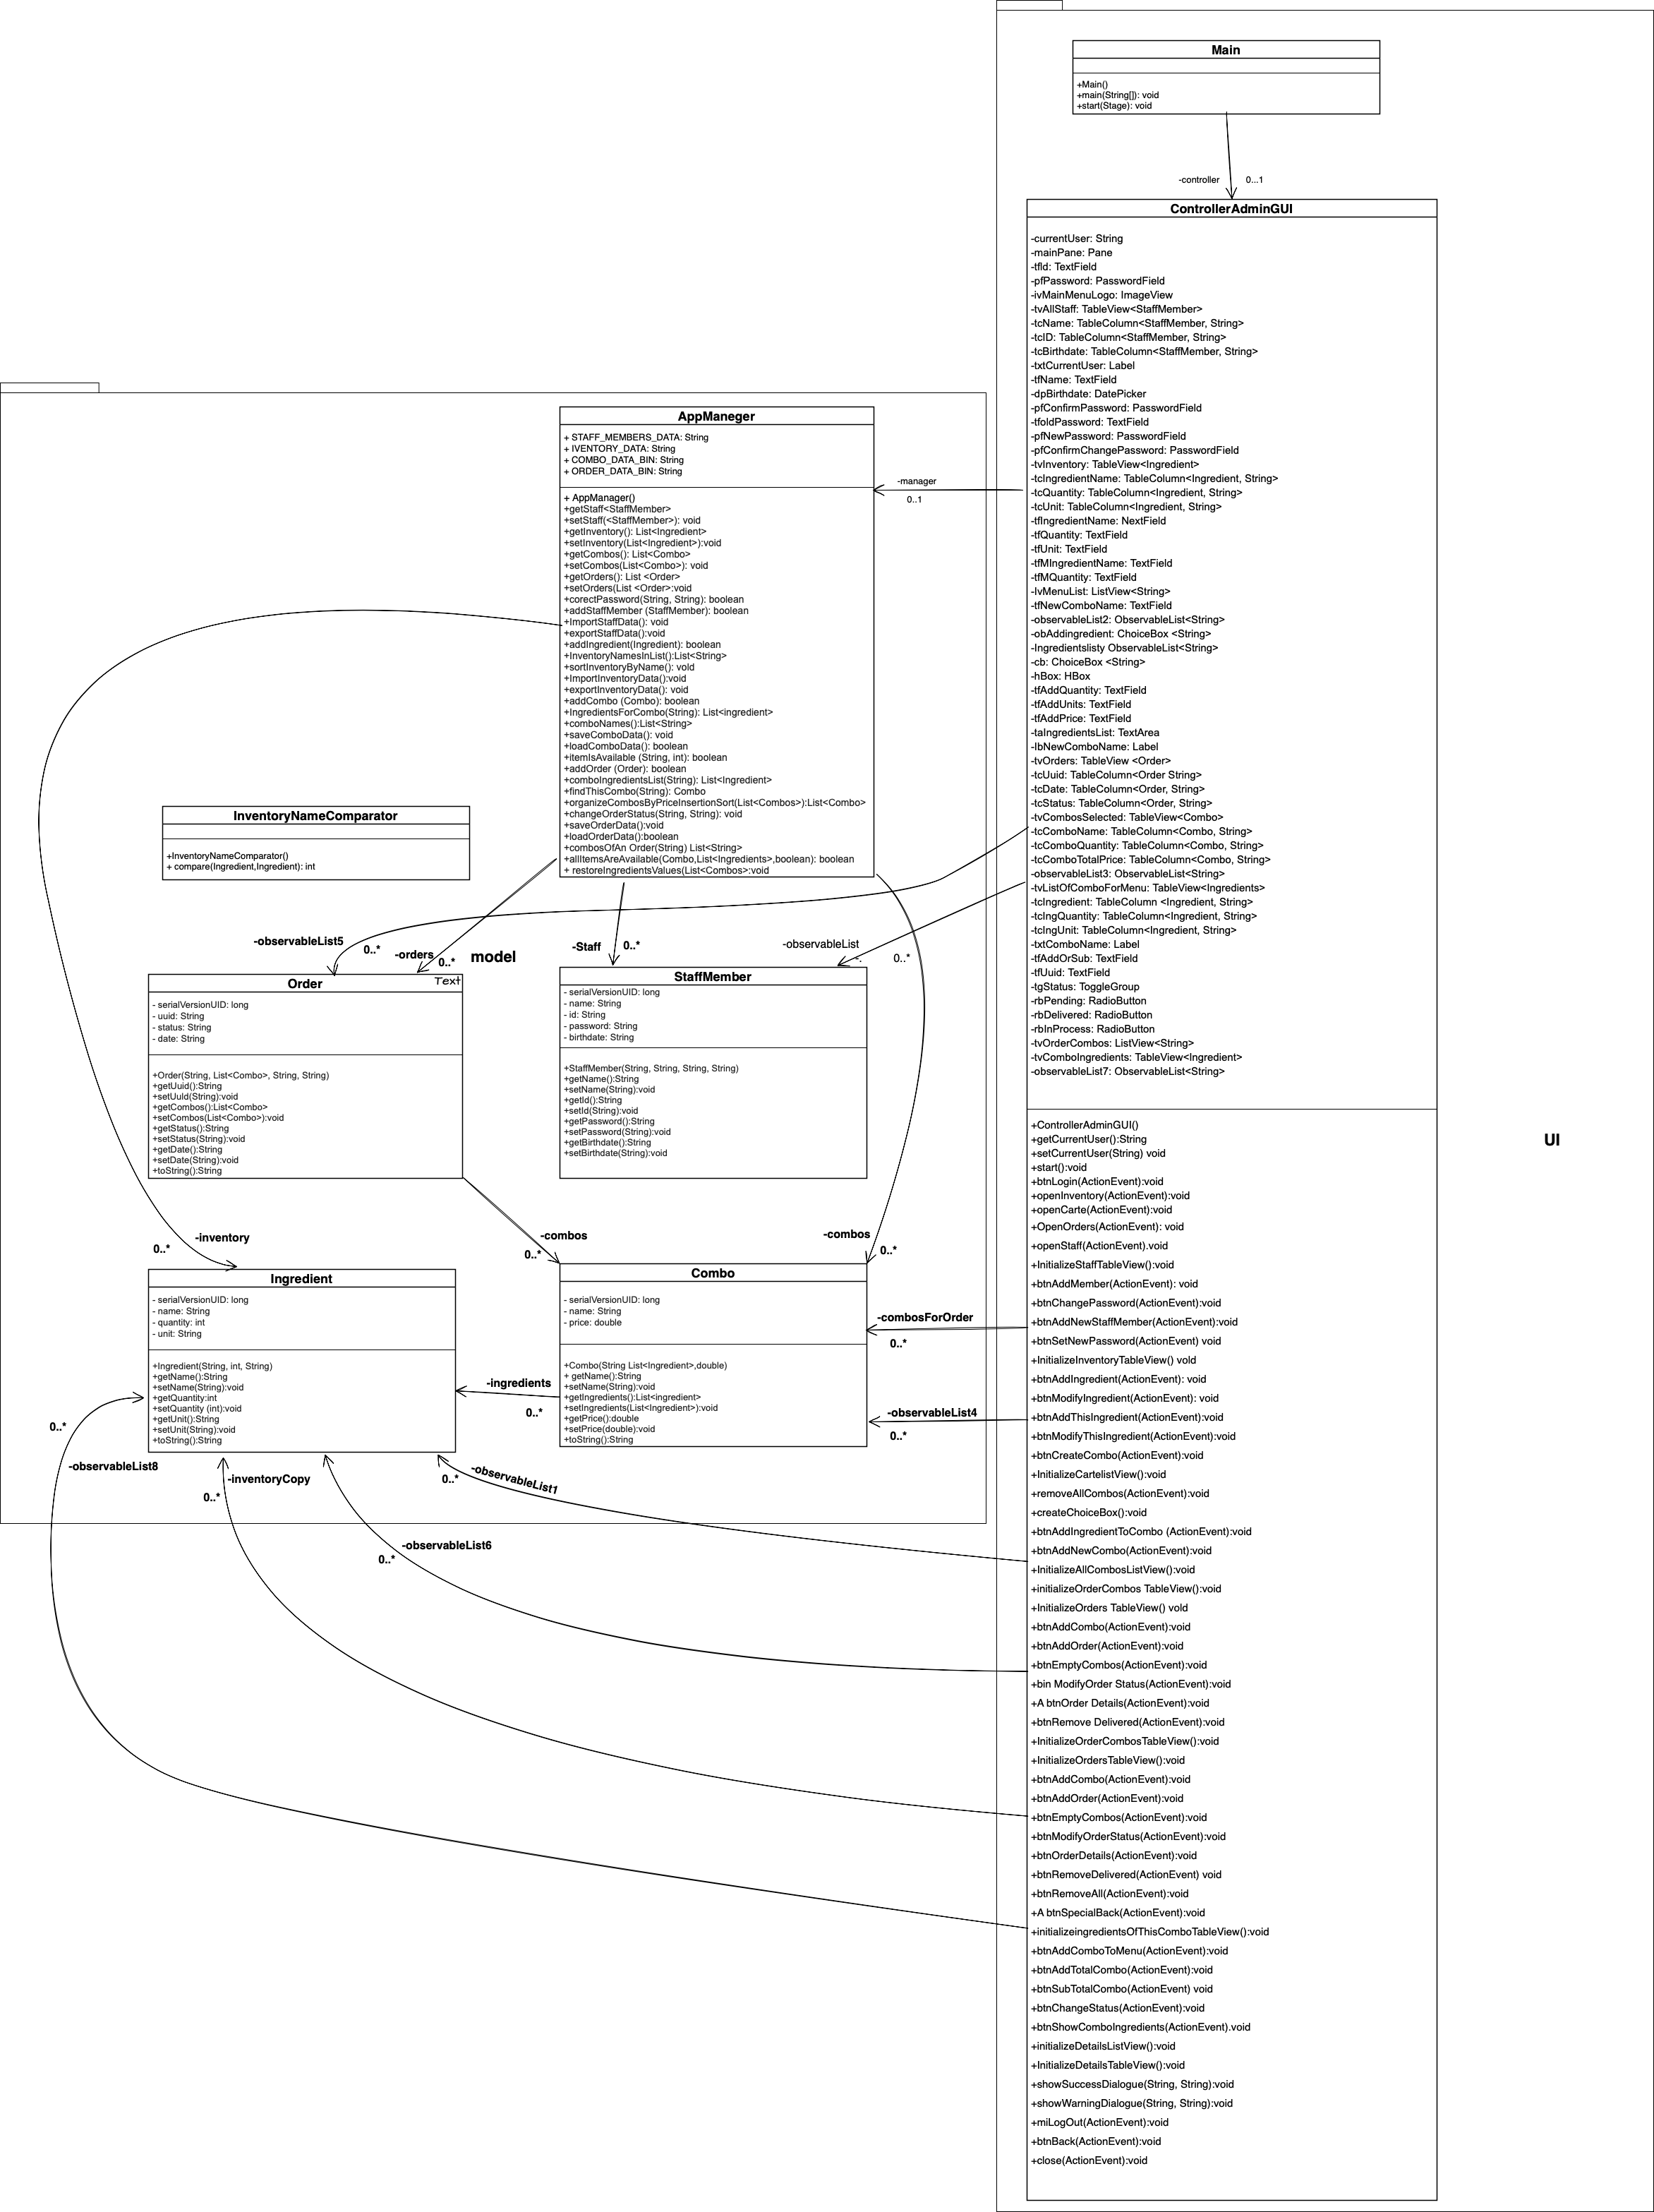 Main
+Main()
+main(String[]): void
+start(Stage): void
-controller
0...1
ControllerAdminGUI
-currentUser: String
-mainPane: Pane
-tfId: TextField
-pfPassword: PasswordField
-ivMainMenuLogo: ImageView
-tvAllStaff: TableView<StaffMember>
-tcName: TableColumn<StaffMember, String>
-tcID: TableColumn<StaffMember, String>
-tcBirthdate: TableColumn<StaffMember, String>
-txtCurrentUser: Label
-tfName: TextField
-dpBirthdate: DatePicker
-pfConfirmPassword: PasswordField
-tfoldPassword: TextField
-pfNewPassword: PasswordField
-pfConfirmChangePassword: PasswordField
-tvInventory: TableView<Ingredient>
-tcIngredientName: TableColumn<Ingredient, String>
-tcQuantity: TableColumn<Ingredient, String>
-tcUnit: TableColumn<Ingredient, String>
-tfIngredientName: NextField
-tfQuantity: TextField
-tfUnit: TextField
-tfMIngredientName: TextField
-tfMQuantity: TextField
-lvMenuList: ListView<String>
-tfNewComboName: TextField
-observableList2: ObservableList<String>
-obAddingredient: ChoiceBox <String>
-Ingredientslisty ObservableList<String>
-cb: ChoiceBox <String>
-hBox: HBox
-tfAddQuantity: TextField
-tfAddUnits: TextField
-tfAddPrice: TextField
-taIngredientsList: TextArea
-lbNewComboName: Label
-tvOrders: TableView <Order>
-tcUuid: TableColumn<Order String>
-tcDate: TableColumn<Order, String>
-tcStatus: TableColumn<Order, String>
-tvCombosSelected: TableView<Combo>
-tcComboName: TableColumn<Combo, String>
-tcComboQuantity: TableColumn<Combo, String>
-tcComboTotalPrice: TableColumn<Combo, String>
-observableList3: ObservableList<String>
-tvListOfComboForMenu: TableView<Ingredients>
-tcIngredient: TableColumn <Ingredient, String>
-tcIngQuantity: TableColumn<Ingredient, String>
-tcIngUnit: TableColumn<Ingredient, String>
-txtComboName: Label
-tfAddOrSub: TextField
-tfUuid: TextField
-tgStatus: ToggleGroup
-rbPending: RadioButton
-rbDelivered: RadioButton
-rbInProcess: RadioButton
-tvOrderCombos: ListView<String>
-tvComboIngredients: TableView<Ingredient>
-observableList7: ObservableList<String>
+ControllerAdminGUI()
+getCurrentUser():String
+setCurrentUser(String) void
+start():void
+btnLogin(ActionEvent):void
+openInventory(ActionEvent):void
+openCarte(ActionEvent):void
+OpenOrders(ActionEvent): void
+openStaff(ActionEvent).void
+InitializeStaffTableView():void
+btnAddMember(ActionEvent): void
+btnChangePassword(ActionEvent):void
+btnAddNewStaffMember(ActionEvent):void
+btnSetNewPassword(ActionEvent) void
+InitializeInventoryTableView() vold
+btnAddIngredient(ActionEvent): void
+btnModifyIngredient(ActionEvent): void
+btnAddThisIngredient(ActionEvent):void
+btnModifyThisIngredient(ActionEvent):void
+btnCreateCombo(ActionEvent):void
+InitializeCartelistView():void
+removeAllCombos(ActionEvent):void
+createChoiceBox():void
+btnAddIngredientToCombo (ActionEvent):void
+btnAddNewCombo(ActionEvent):void
+InitializeAllCombosListView():void
+initializeOrderCombos TableView():void
+InitializeOrders TableView() vold
+btnAddCombo(ActionEvent):void
+btnAddOrder(ActionEvent):void
+btnEmptyCombos(ActionEvent):void
+bin ModifyOrder Status(ActionEvent):void
+A btnOrder Details(ActionEvent):void
+btnRemove Delivered(ActionEvent):void
+InitializeOrderCombosTableView():void
+InitializeOrdersTableView():void
+btnAddCombo(ActionEvent):void
+btnAddOrder(ActionEvent):void
+btnEmptyCombos(ActionEvent):void
+btnModifyOrderStatus(ActionEvent):void
+btnOrderDetails(ActionEvent):void
+btnRemoveDelivered(ActionEvent) void
+btnRemoveAll(ActionEvent):void
+A btnSpecialBack(ActionEvent):void
+initializeingredientsOfThisComboTableView():void
+btnAddComboToMenu(ActionEvent):void
+btnAddTotalCombo(ActionEvent):void
+btnSubTotalCombo(ActionEvent) void
+btnChangeStatus(ActionEvent):void
+btnShowComboIngredients(ActionEvent).void
+initializeDetailsListView():void
+InitializeDetailsTableView():void
+showSuccessDialogue(String, String):void
+showWarningDialogue(String, String):void
+miLogOut(ActionEvent):void
+btnBack(ActionEvent):void
+close(ActionEvent):void
UI
AppManeger
+ STAFF_MEMBERS_DATA: String
+ IVENTORY_DATA: String
+ COMBO_DATA_BIN: String
+ ORDER_DATA_BIN: String
+ AppManager()
+getStaff<StaffMember>
+setStaff(<StaffMember>): void
+getInventory(): List<Ingredient>
+setInventory(List<Ingredient>):void
+getCombos(): List<Combo>
+setCombos(List<Combo>): void
+getOrders(): List <Order>
+setOrders(List <Order>:void
+corectPassword(String, String): boolean
+addStaffMember (StaffMember): boolean
+ImportStaffData(): void
+exportStaffData():void
+addIngredient(Ingredient): boolean
+InventoryNamesInList():List<String>
+sortInventoryByName(): vold
+ImportInventoryData():void
+exportInventoryData(): void
+addCombo (Combo): boolean
+IngredientsForCombo(String): List<ingredient>
+comboNames():List<String>
+saveComboData(): void
+loadComboData(): boolean
+itemIsAvailable (String, int): boolean
+addOrder (Order): boolean
+comboIngredientsList(String): List<Ingredient>
+findThisCombo(String): Combo
+organizeCombosByPriceInsertionSort(List<Combos>):List<Combo>
+changeOrderStatus(String, String): void
+saveOrderData():void
+loadOrderData():boolean
+combosOfAn Order(String) List<String>
+allItemsAreAvailable(Combo,List<Ingredients>,boolean): boolean
+ restoreIngredientsValues(List<Combos>:void
-manager
0..1
InventoryNameComparator
+InventoryNameComparator()
+ compare(Ingredient,Ingredient): int
-observableList5
0..*
-orders
0..*
model
-Staff
0..*
-observableList
-.
0..*
Order
Text
- serialVersionUID: long
- uuid: String
- status: String
- date: String
+Order(String, List<Combo>, String, String)
+getUuid():String
+setUuId(String):void
+getCombos():List<Combo>
+setCombos(List<Combo>):void
+getStatus():String
+setStatus(String):void
+getDate():String
+setDate(String):void
+toString():String
StaffMember
- serialVersionUID: long
- name: String
- id: String
- password: String
- birthdate: String
+StaffMember(String, String, String, String)
+getName():String
+setName(String):void
+getId():String
+setId(String):void
+getPassword():String
+setPassword(String):void
+getBirthdate():String
+setBirthdate(String):void
-inventory
0..*
-combos
0..*
-combos
0..*
Ingredient
- serialVersionUID: long
- name: String
- quantity: int
- unit: String
+Ingredient(String, int, String)
+getName():String
+setName(String):void
+getQuantity:int
+setQuantity (int):void
+getUnit():String
+setUnit(String):void
+toString():String
Combo
- serialVersionUID: long
- name: String
- price: double
+Combo(String List<Ingredient>,double)
+ getName():String
+setName(String):void
+getIngredients():List<ingredient>
+setIngredients(List<Ingredient>):void
+getPrice():double
+setPrice(double):void
+toString():String
-combosForOrder
0..*
-ingredients
0..*
-observableList4
0..*
0..*
-observableList8
-inventoryCopy
0..*
-observableList1
0..*
-observableList6
0..*